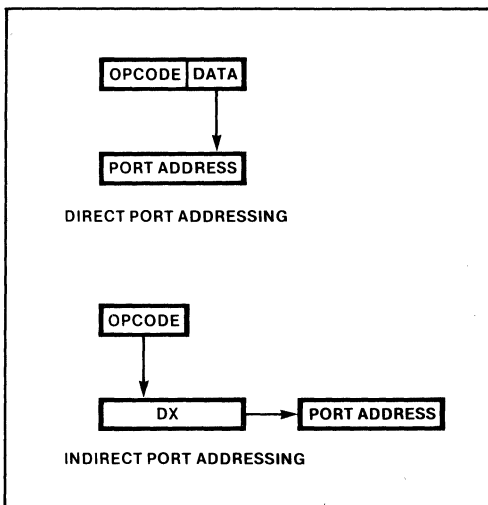 OPCODE DATA
PORT ADDRESS
DIRECT PORT ADDRESSING
OPCODE
DX PORT ADDRESS
INDIRECT PORT ADDRESSING